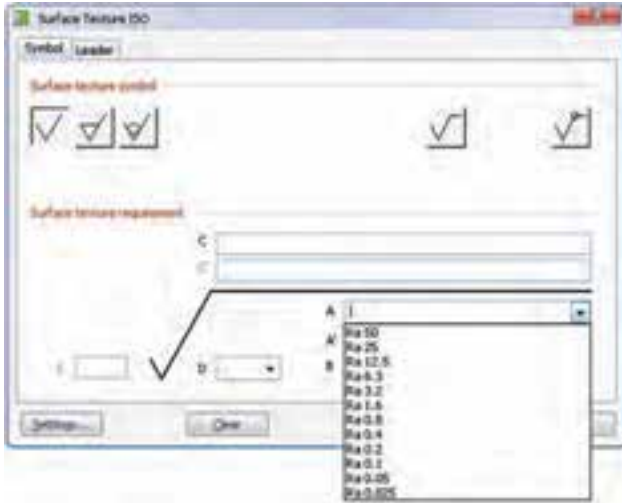 Surface Texture ISO
Symbol Leader
Surface texture symbol
Surface texture requirement
C
C'
A
A'
B
D
Ra 50
Ra 25
Ra 12.5
Ra 6.3
Ra 3.2
Ra 1.6
Ra 0.8
Ra 0.4
Ra 0.2
Ra 0.1
Ra 0.05
Ra 0.025
Settings...
Clear